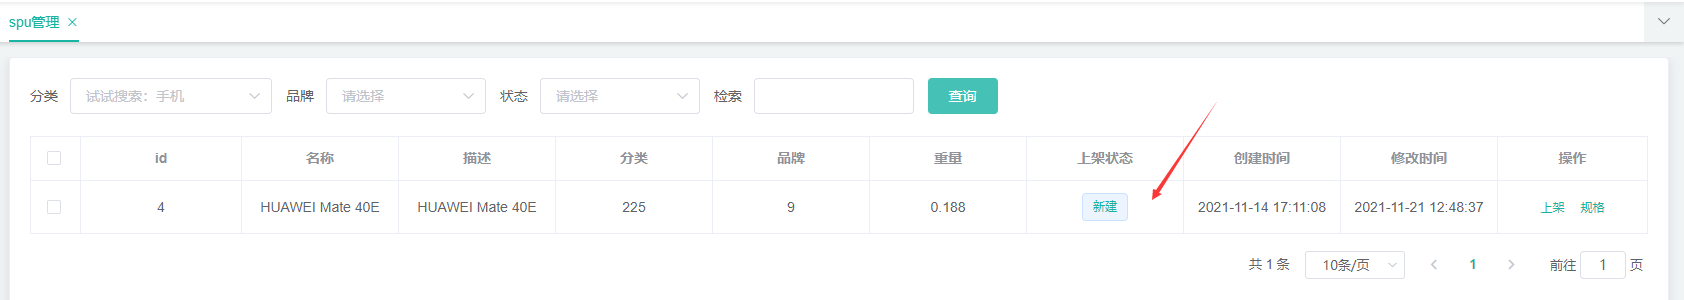 spu管理
分类 试试搜索：手机 品牌 请选择 状态 请选择 检索 查询
id 名称 描述 分类 品牌 重量 上架状态 创建时间 修改时间 操作
4 HUAWEI Mate 40E HUAWEI Mate 40E 225 9 0.188 新建 2021-11-14 17:11:08 2021-11-21 12:48:37 上架 规格
共 1 条 10条/页 1 前往 1 页